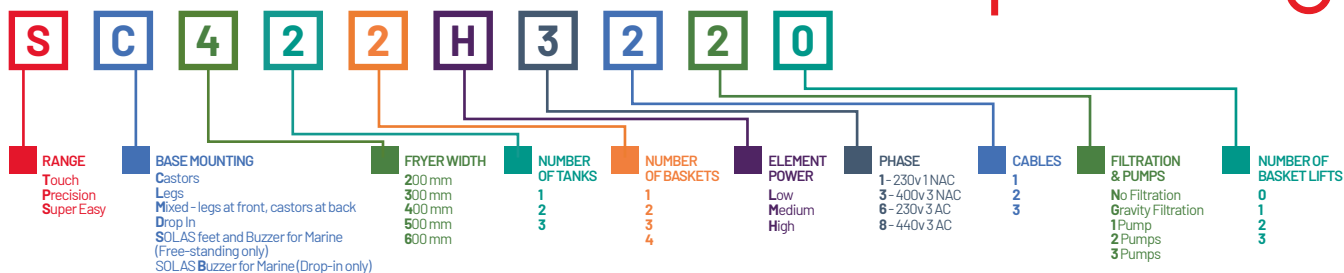 S C 4 2 2 H 3 2 2 0
RANGE
Touch
Precision
Super Easy
BASE MOUNTING
Castors
Legs
Mixed - legs at front, castors at back
Drop In
SOLAS feet and Buzzer for Marine
(Free-standing only)
SOLAS Buzzer for Marine (Drop-in only)
FRYER WIDTH
200 mm
300 mm
400 mm
500 mm
600 mm
NUMBER
OF TANKS
1
2
3
NUMBER
OF BASKETS
1
2
3
4
ELEMENT
POWER
Low
Medium
High
PHASE
1 - 230v 1 NAC
3 - 400v 3 NAC
6 - 230v 3 AC
8 - 440v 3 AC
CABLES
1
2
3
FILTRATION
& PUMPS
No Filtration
Gravity Filtration
1 Pump
2 Pumps
3 Pumps
NUMBER OF
BASKET LIFTS
0
1
2
3